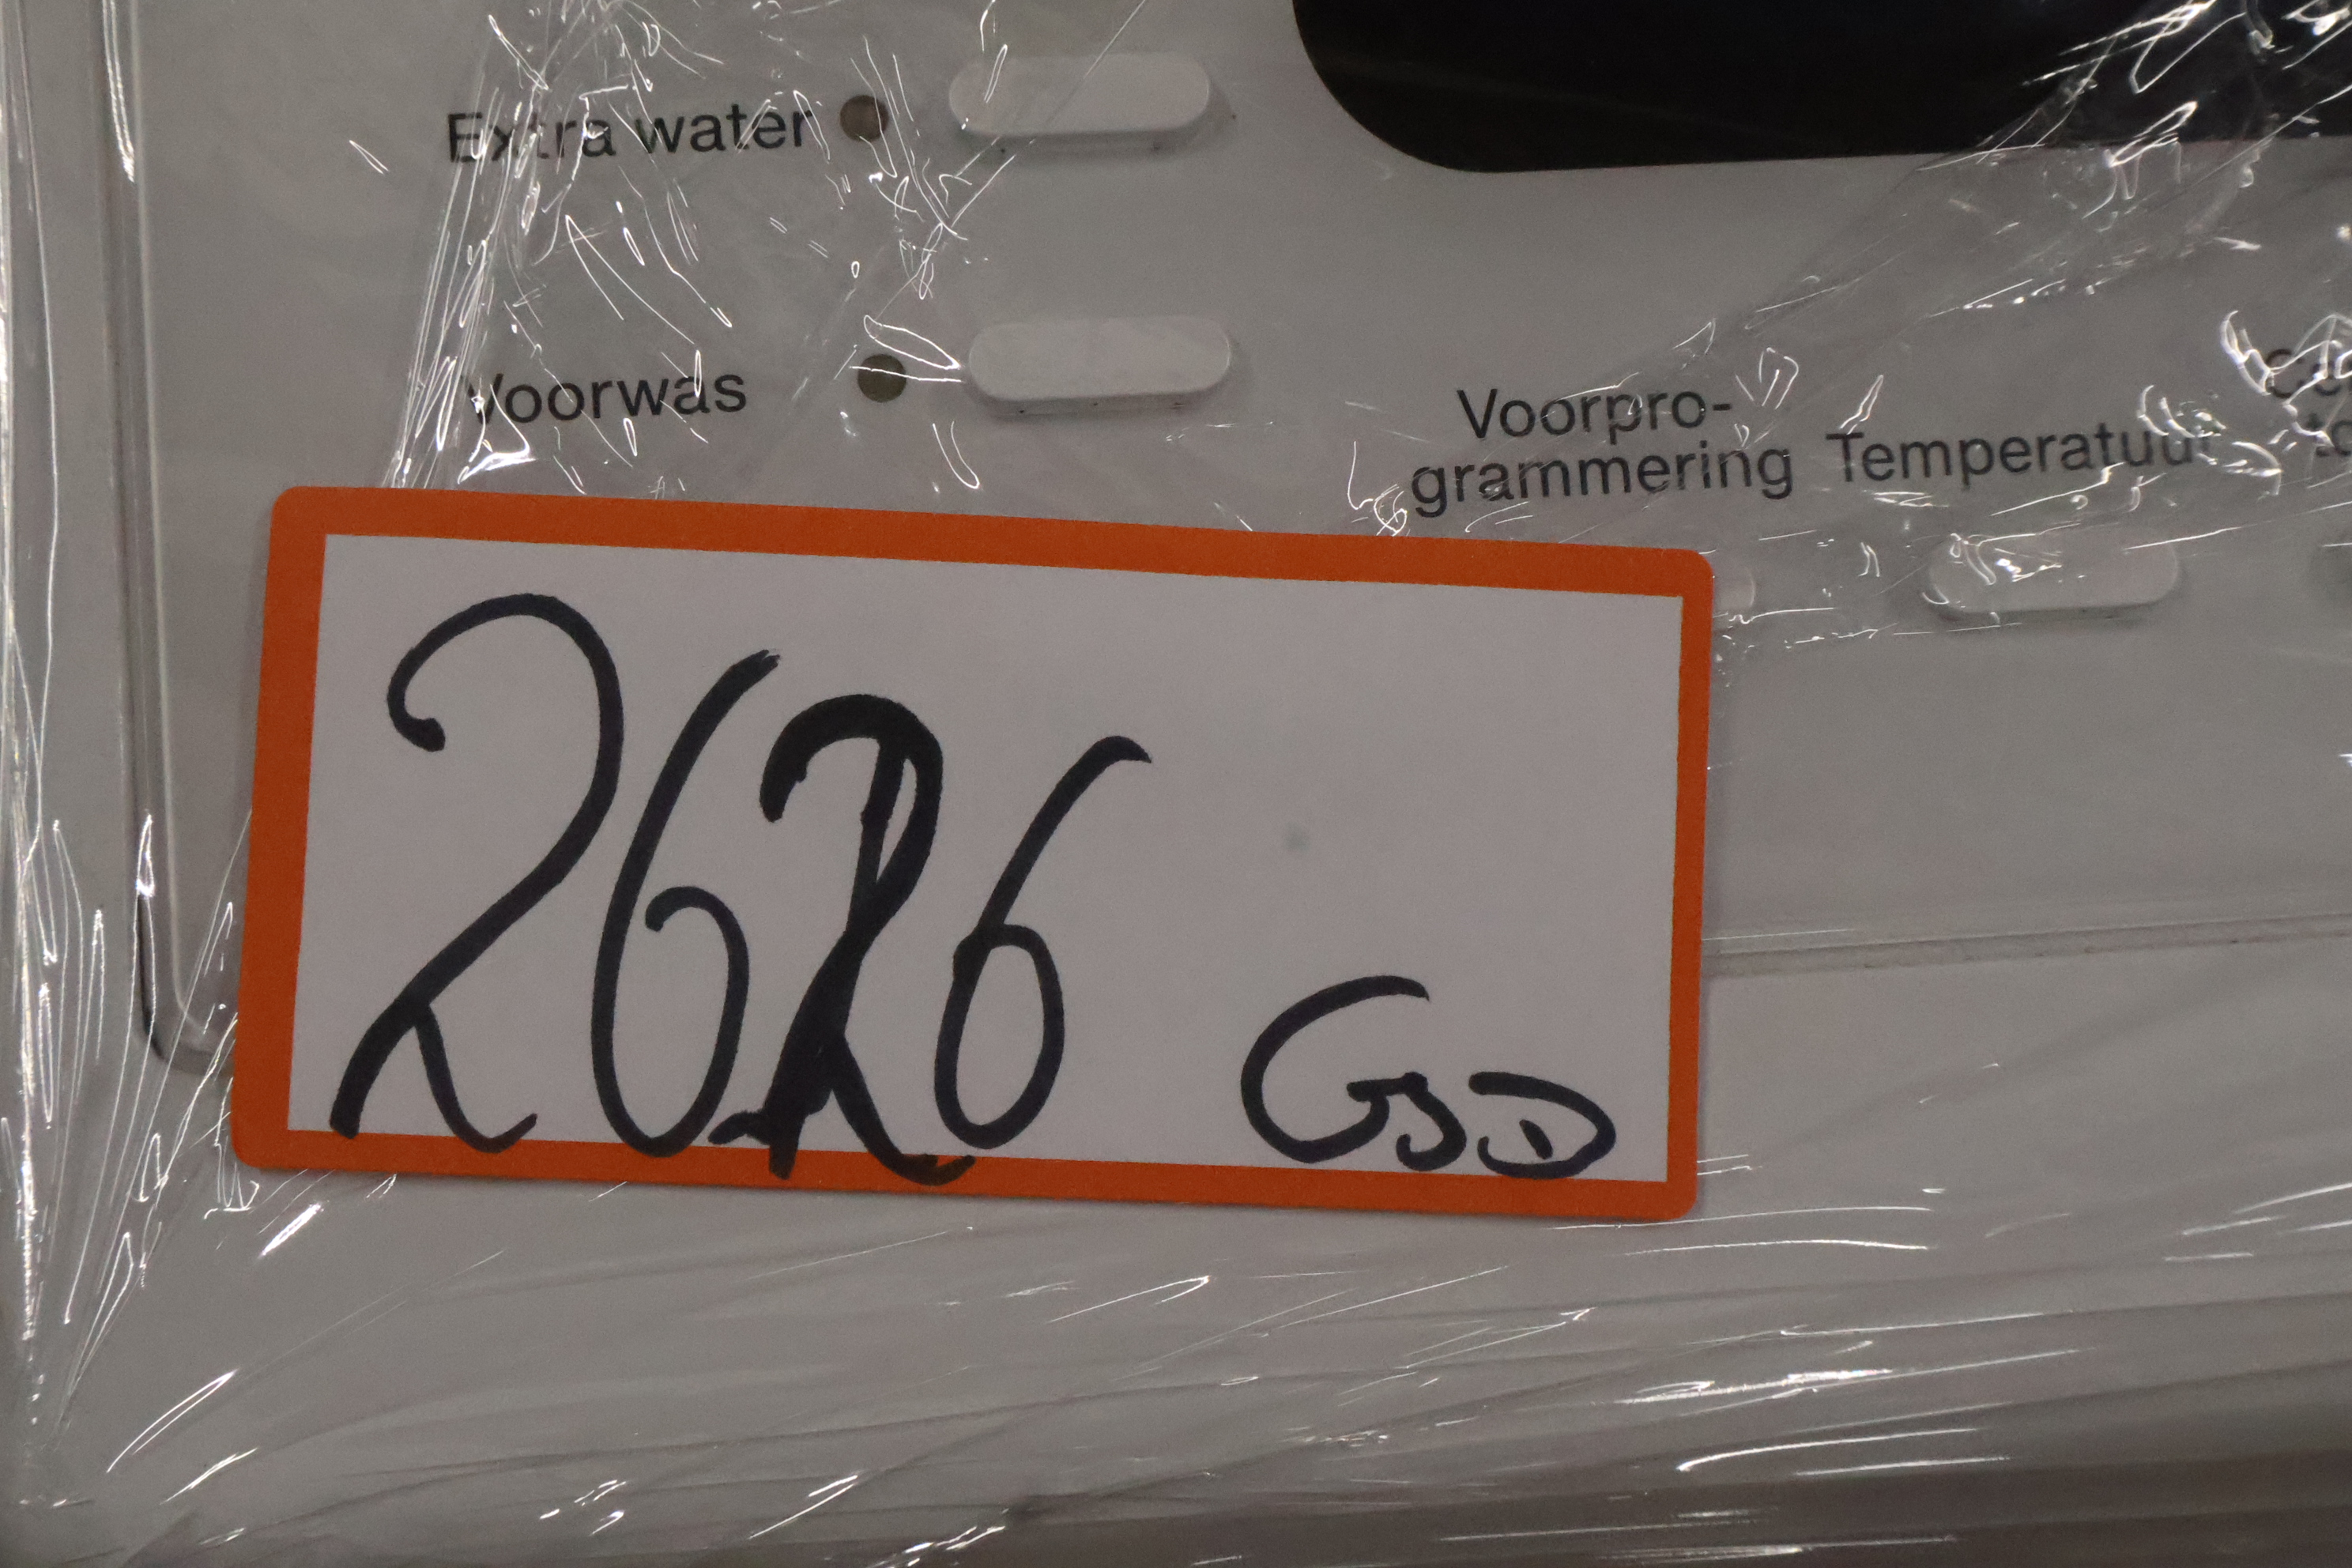 Extra water
Voorwas
Voorpro-
grammering
Temperatuur
2626
GSD